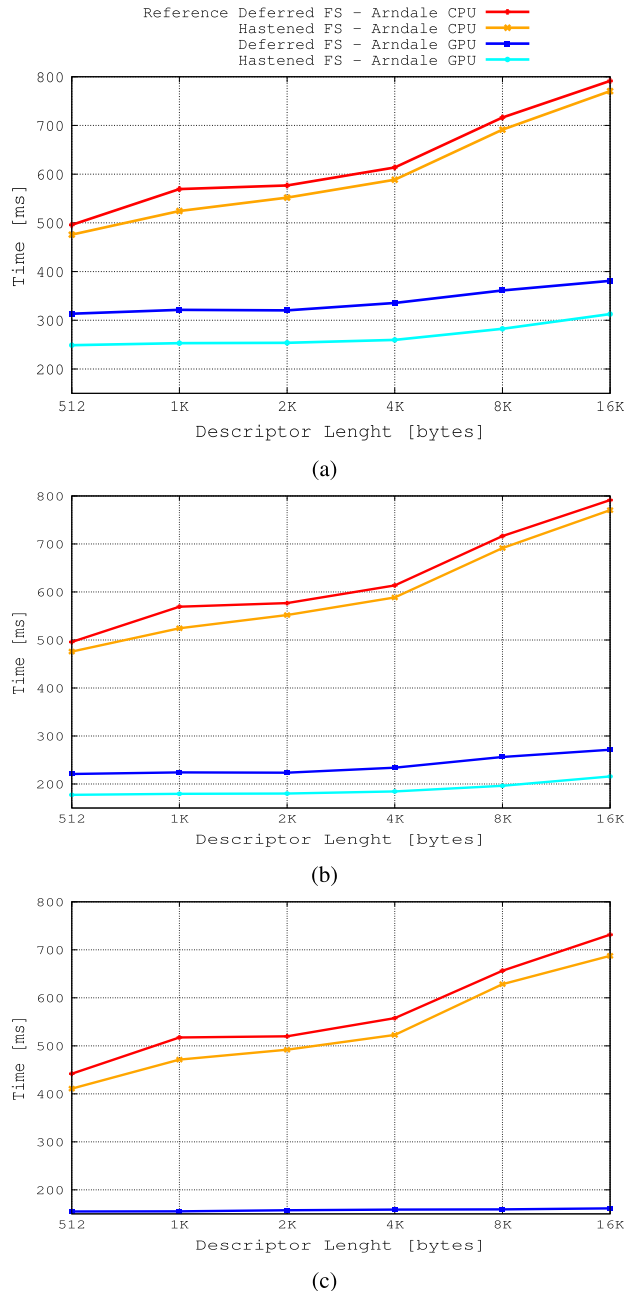 Reference Deferred FS - Arndale CPU
Hastened FS - Arndale CPU
Deferred FS - Arndale GPU
Hastened FS - Arndale GPU
800
700
600
500
400
300
200
Time [ms]
512 1K 2K 4K 8K 16K
Descriptor Lenght [bytes]
(a)
800
700
600
500
400
300
200
Time [ms]
512 1K 2K 4K 8K 16K
Descriptor Lenght [bytes]
(b)
800
700
600
500
400
300
200
Time [ms]
512 1K 2K 4K 8K 16K
Descriptor Lenght [bytes]
(c)